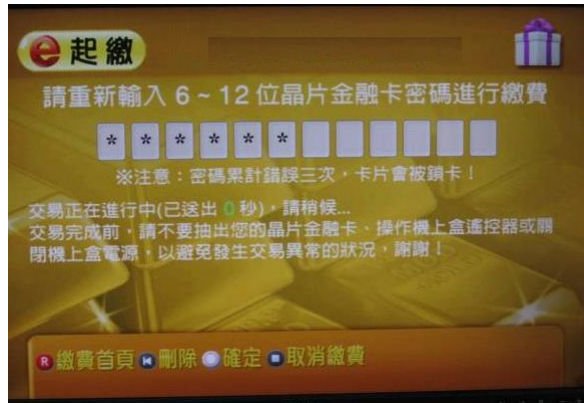 e起繳
請重新輸入 6 ~ 12 位晶片金融卡密碼進行繳費
* * * * * *
※注意：密碼累計錯誤三次，卡片會被鎖卡！
交易正在進行中(已送出 0 秒)，請稍候...
交易完成前，請不要抽出您的晶片金融卡、操作機上盒遙控器或關
閉機上盒電源，以避免發生交易異常的狀況，謝謝！
R 繳費首頁 刪除 確定 取消繳費